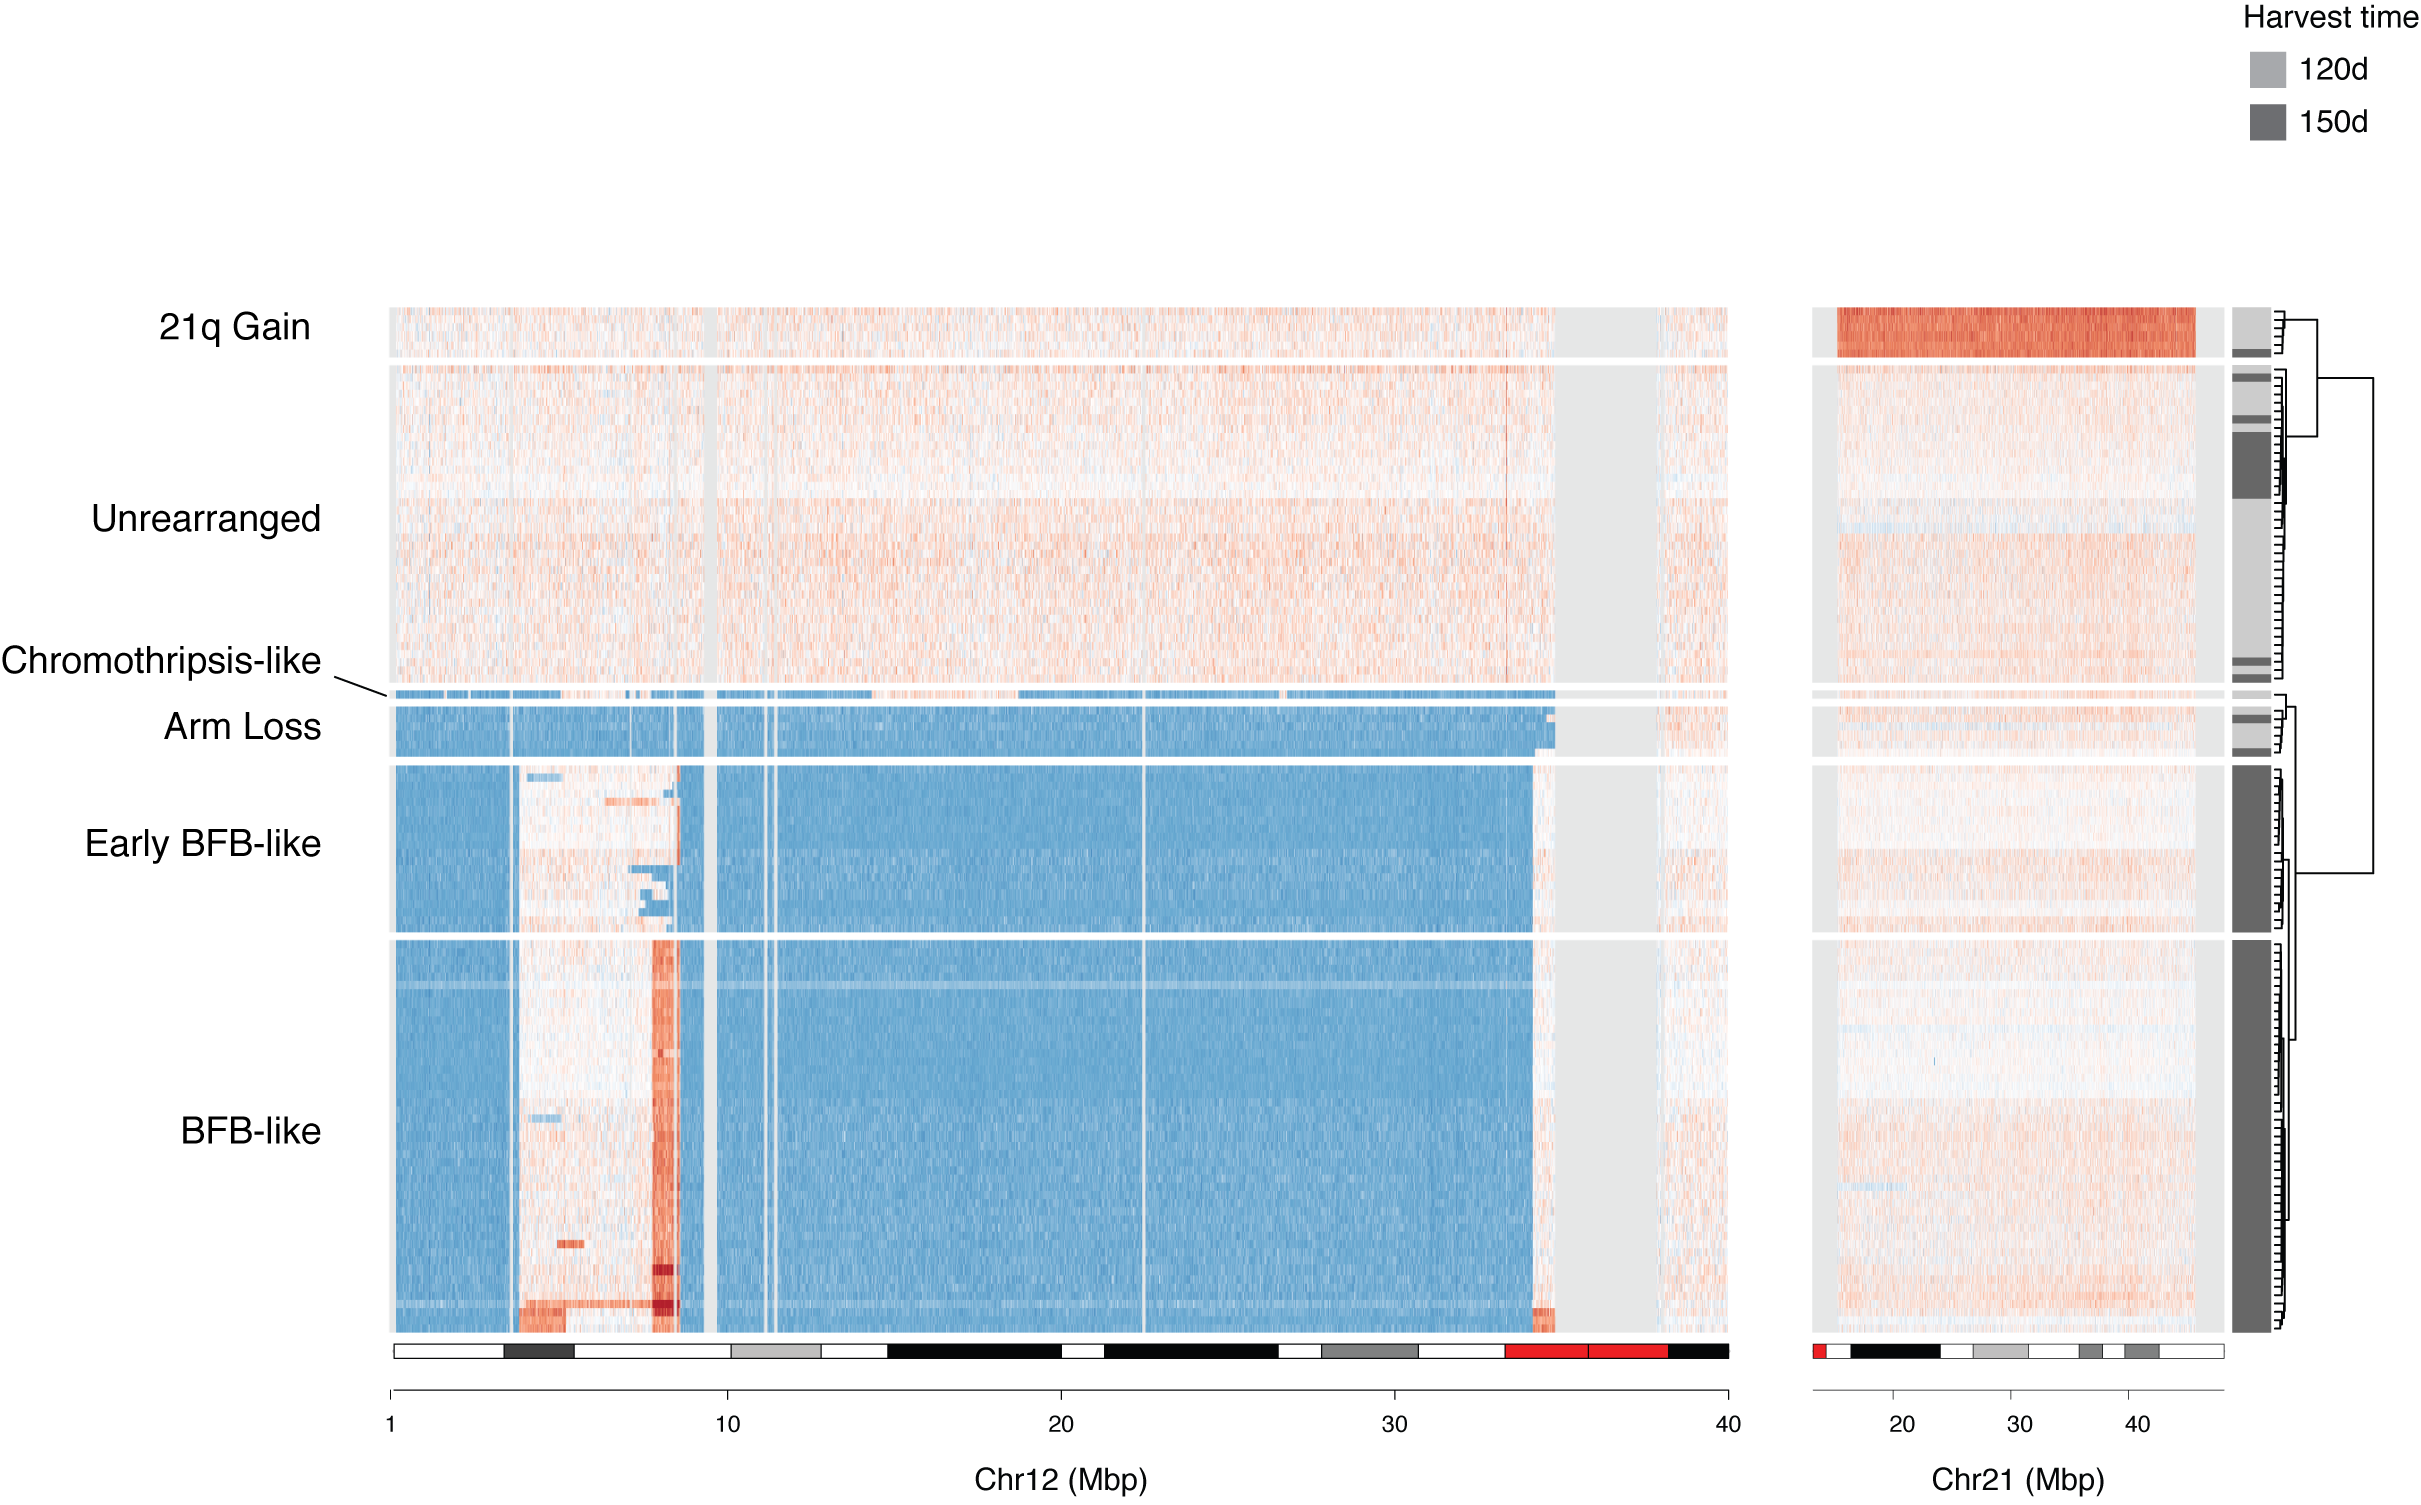 Harvest time
120d
150d
21q Gain
Unrearranged
Chromothripsis-like
Arm Loss
Early BFB-like
BFB-like
1 10 20 30 40 20 30 40
Chr12 (Mbp) Chr21 (Mbp)